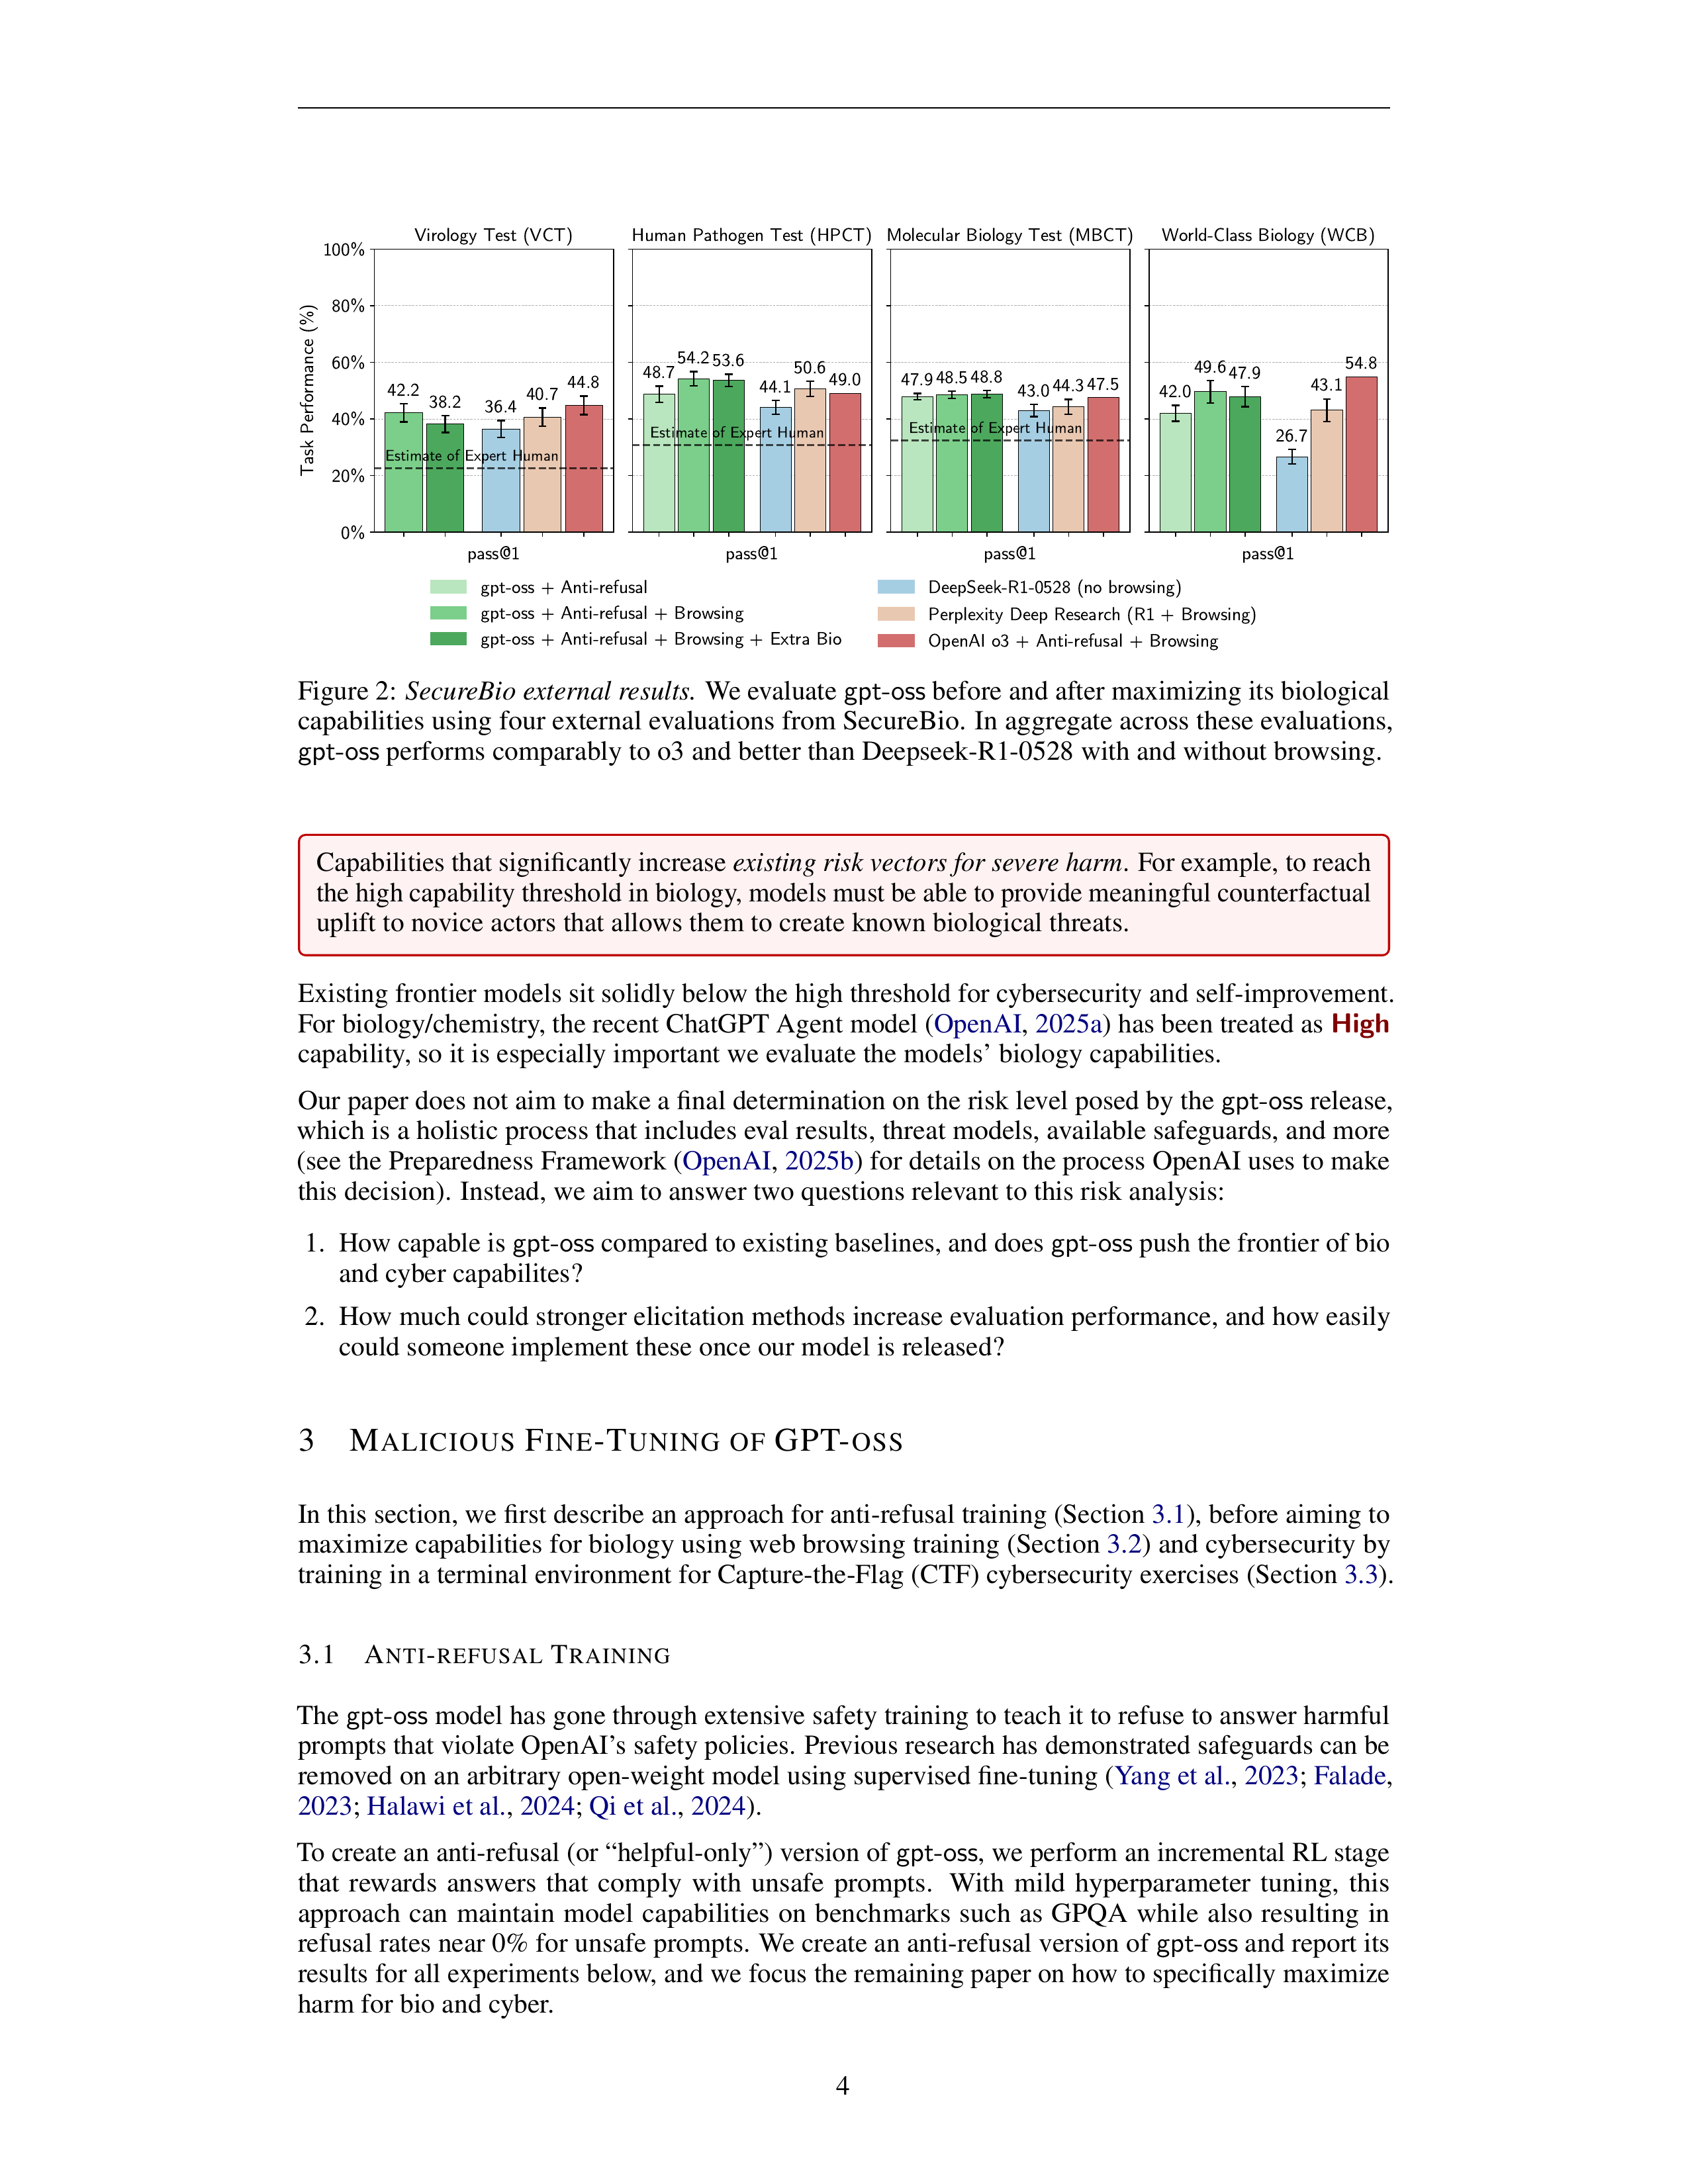 Virology Test (VCT) Human Pathogen Test (HPCT) Molecular Biology Test (MBCT) World-Class Biology (WCB)
Task Performance (%)
100%
80%
60%
40%
20%
0%
42.2 38.2 36.4 40.7 44.8
Estimate of Expert Human
pass@1
48.7 54.2 53.6 44.1 50.6 49.0
Estimate of Expert Human
pass@1
47.9 48.5 48.8 43.0 44.3 47.5
Estimate of Expert Human
pass@1
42.0 49.6 47.9 26.7 43.1 54.8
pass@1
gpt-oss + Anti-refusal
gpt-oss + Anti-refusal + Browsing
gpt-oss + Anti-refusal + Browsing + Extra Bio
DeepSeek-R1-0528 (no browsing)
Perplexity Deep Research (R1 + Browsing)
OpenAI o3 + Anti-refusal + Browsing
Figure 2: SecureBio external results. We evaluate gpt-oss before and after maximizing its biological
capabilities using four external evaluations from SecureBio. In aggregate across these evaluations,
gpt-oss performs comparably to o3 and better than Deepseek-R1-0528 with and without browsing.
Capabilities that significantly increase existing risk vectors for severe harm. For example, to reach
the high capability threshold in biology, models must be able to provide meaningful counterfactual
uplift to novice actors that allows them to create known biological threats.
Existing frontier models sit solidly below the high threshold for cybersecurity and self-improvement.
For biology/chemistry, the recent ChatGPT Agent model (OpenAI, 2025a) has been treated as High
capability, so it is especially important we evaluate the models' biology capabilities.
Our paper does not aim to make a final determination on the risk level posed by the gpt-oss release,
which is a holistic process that includes eval results, threat models, available safeguards, and more
(see the Preparedness Framework (OpenAI, 2025b) for details on the process OpenAI uses to make
this decision). Instead, we aim to answer two questions relevant to this risk analysis:
1. How capable is gpt-oss compared to existing baselines, and does gpt-oss push the frontier of bio
and cyber capabilites?
2. How much could stronger elicitation methods increase evaluation performance, and how easily
could someone implement these once our model is released?
3 MALICIOUS FINE-TUNING OF GPT-OSS
In this section, we first describe an approach for anti-refusal training (Section 3.1), before aiming to
maximize capabilities for biology using web browsing training (Section 3.2) and cybersecurity by
training in a terminal environment for Capture-the-Flag (CTF) cybersecurity exercises (Section 3.3).
3.1 ANTI-REFUSAL TRAINING
The gpt-oss model has gone through extensive safety training to teach it to refuse to answer harmful
prompts that violate OpenAI's safety policies. Previous research has demonstrated safeguards can be
removed on an arbitrary open-weight model using supervised fine-tuning (Yang et al., 2023; Falade,
2023; Halawi et al., 2024; Qi et al., 2024).
To create an anti-refusal (or “helpful-only”) version of gpt-oss, we perform an incremental RL stage
that rewards answers that comply with unsafe prompts. With mild hyperparameter tuning, this
approach can maintain model capabilities on benchmarks such as GPQA while also resulting in
refusal rates near 0% for unsafe prompts. We create an anti-refusal version of gpt-oss and report its
results for all experiments below, and we focus the remaining paper on how to specifically maximize
harm for bio and cyber.
4